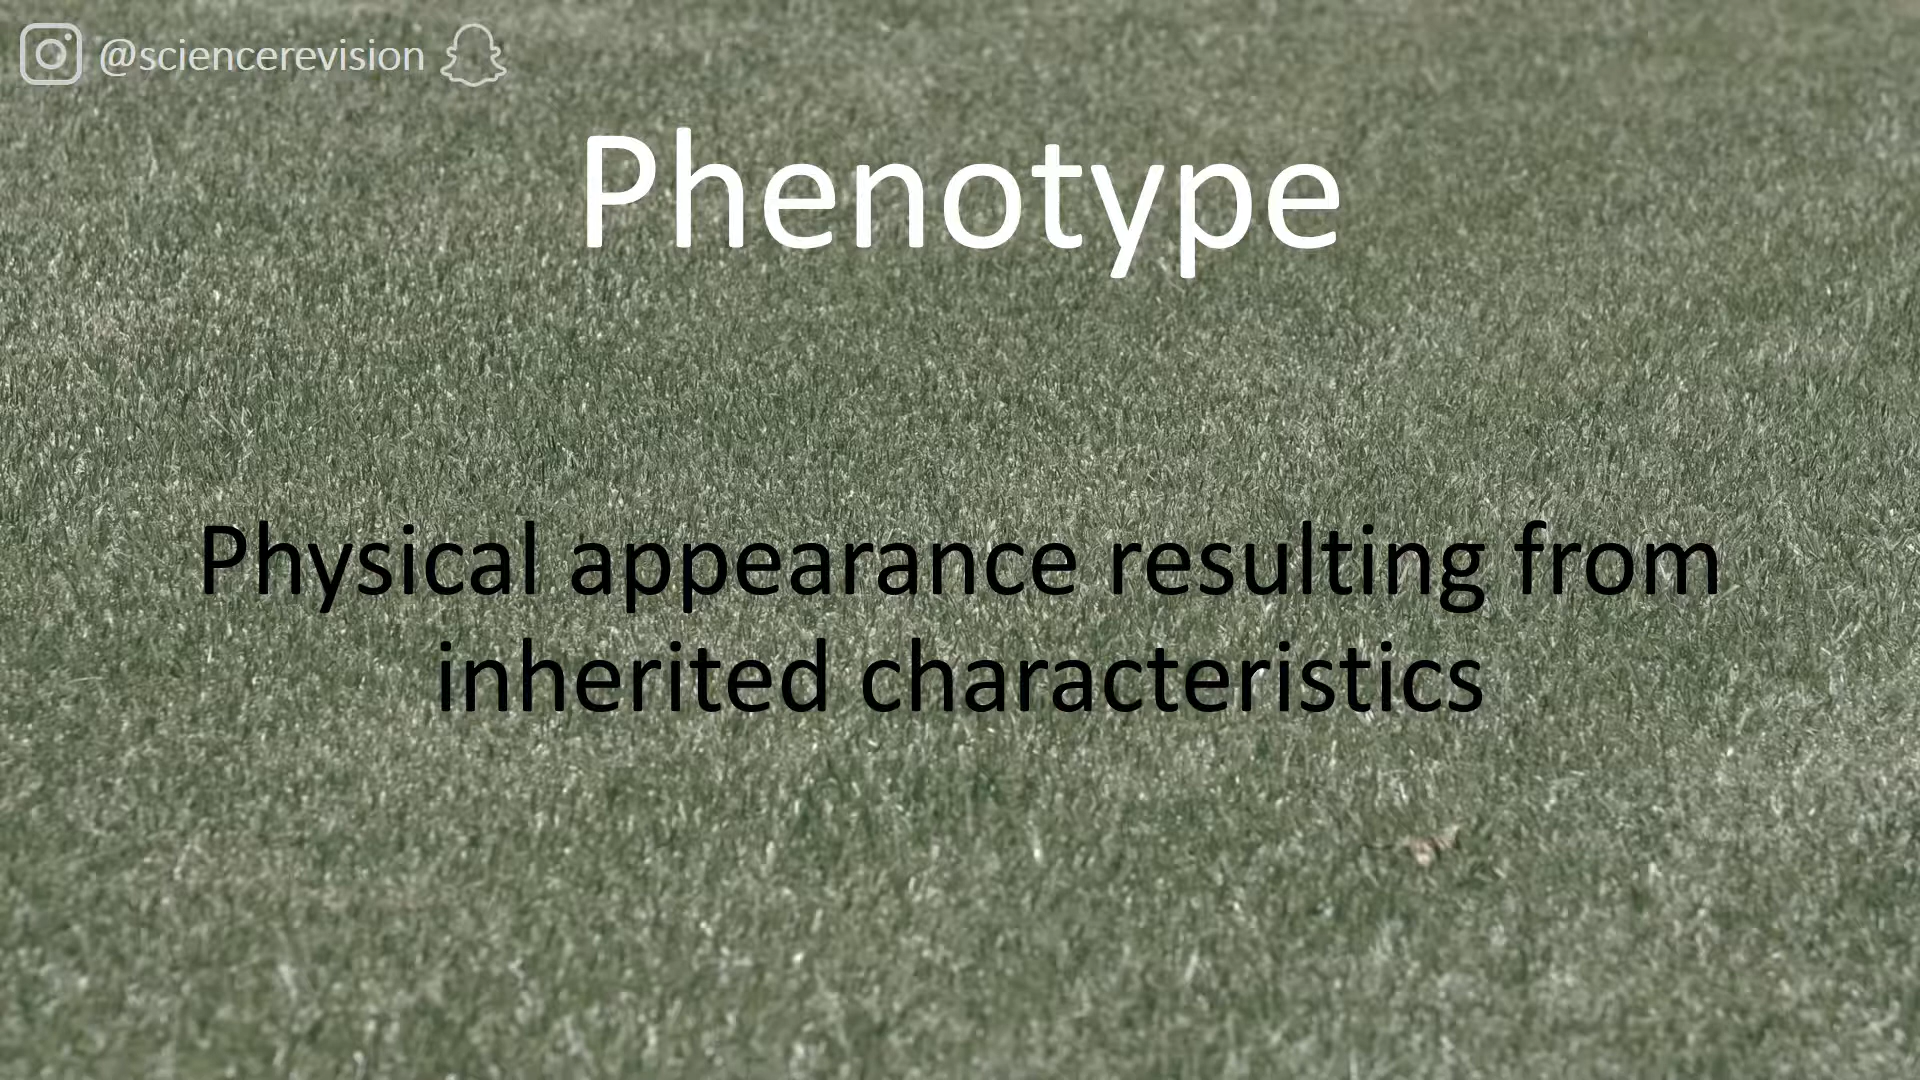 @sciencerevision
Phenotype
Physical appearance resulting from
inherited characteristics